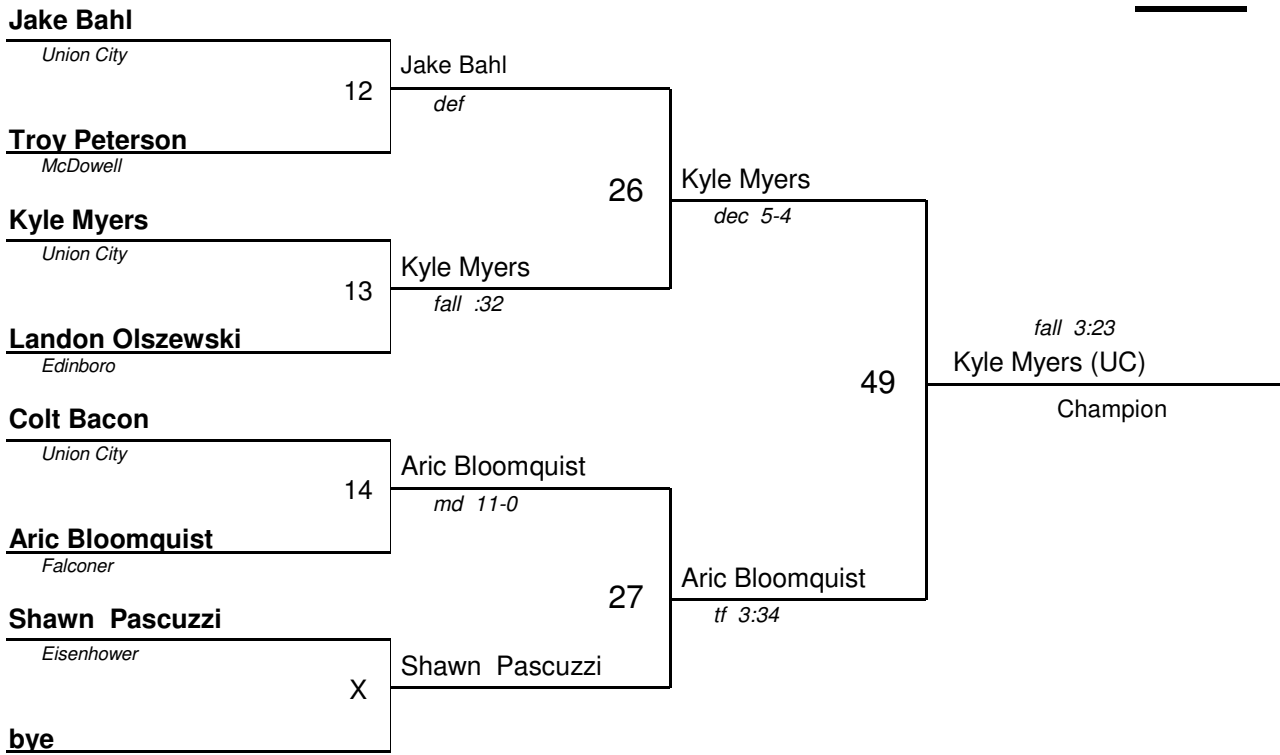 Jake Bahl
Union City
12
Jake Bahl
def
Troy Peterson
McDowell
26
Kyle Myers
dec 5-4
Kyle Myers
Union City
13
Kyle Myers
fall :32
Landon Olszewski
Edinboro
49
fall 3:23
Kyle Myers (UC)
Champion
Colt Bacon
Union City
14
Aric Bloomquist
md 11-0
Aric Bloomquist
Falconer
27
Aric Bloomquist
tf 3:34
Shawn Pascuzzi
Eisenhower
X
Shawn Pascuzzi
bye